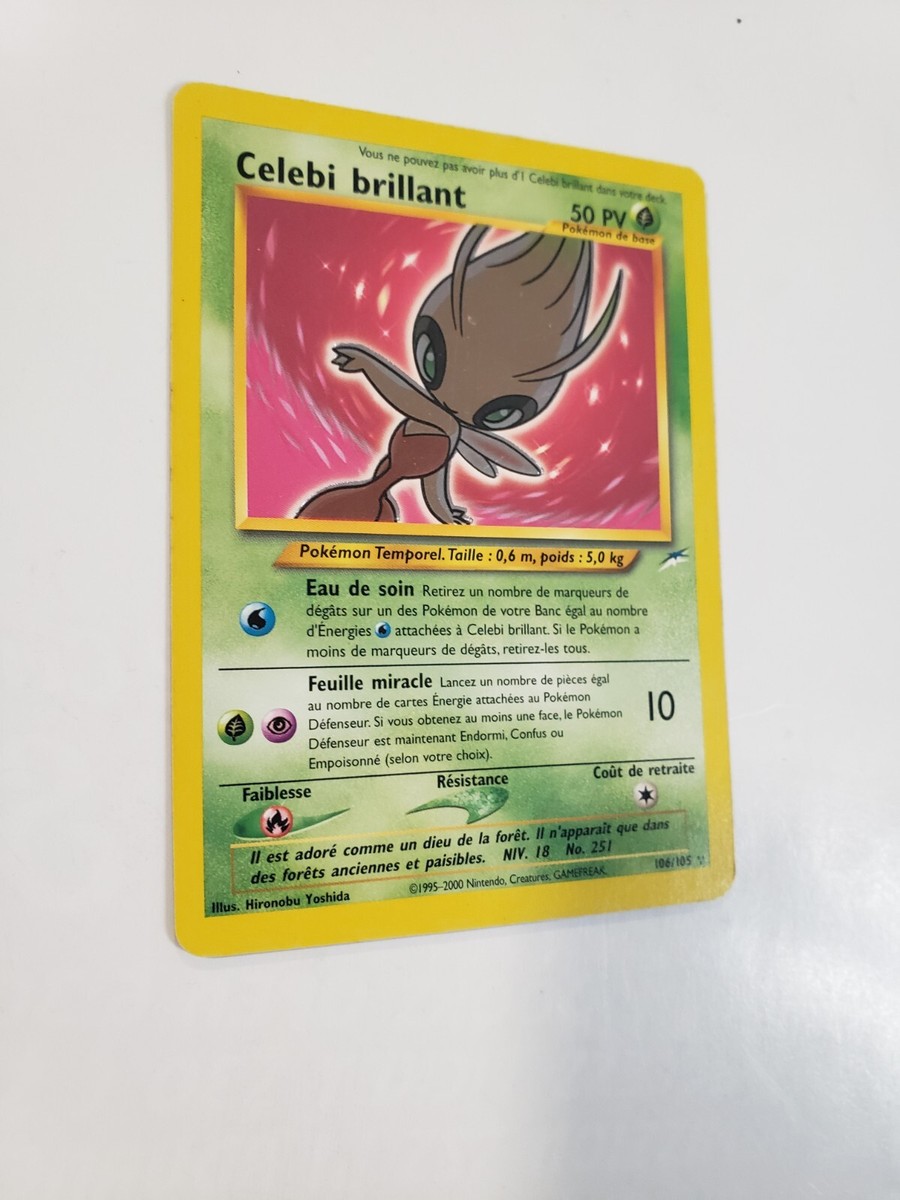 Vous ne pouvez pas avoir plus d'1 Celebi brillant dans votre deck.
Celebi brillant
50 PV
Pokémon de base
Pokémon Temporel. Taille : 0,6 m, poids : 5,0 kg
Eau de soin Retirez un nombre de marqueurs de
dégâts sur un des Pokémon de votre Banc égal au nombre
d'Énergies attachées à Celebi brillant. Si le Pokémon a
moins de marqueurs de dégâts, retirez-les tous.
Feuille miracle Lancez un nombre de pièces égal
au nombre de cartes Énergie attachées au Pokémon
Défenseur. Si vous obtenez au moins une face, le Pokémon
Défenseur est maintenant Endormi, Confus ou
Empoisonné (selon votre choix).
10
Faiblesse
Résistance
Coût de retraite
Il est adoré comme un dieu de la forêt. Il n'apparaît que dans
des forêts anciennes et paisibles. NIV. 18 No. 251
Illus. Hironobu Yoshida
©1995-2000 Nintendo, Creatures, GAMEFREAK.
106/105